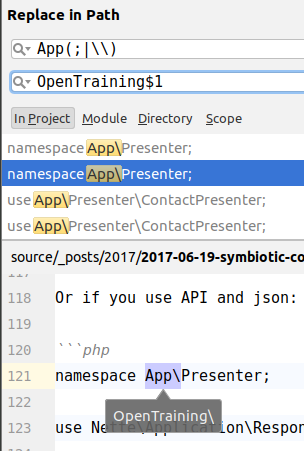 Replace in Path
App(;|\\)
OpenTraining$1
In Project Module Directory Scope
namespace App\Presenter;
namespace App\Presenter;
use App\Presenter\ContactPresenter;
use App\Presenter\ContactPresenter;
source/_posts/2017/2017-06-19-symbiotic-co
117
118 Or if you use API and json:
119
120 ```php
121 namespace App\Presenter;
122 OpenTraining\
123 use Nette\Application\Respon